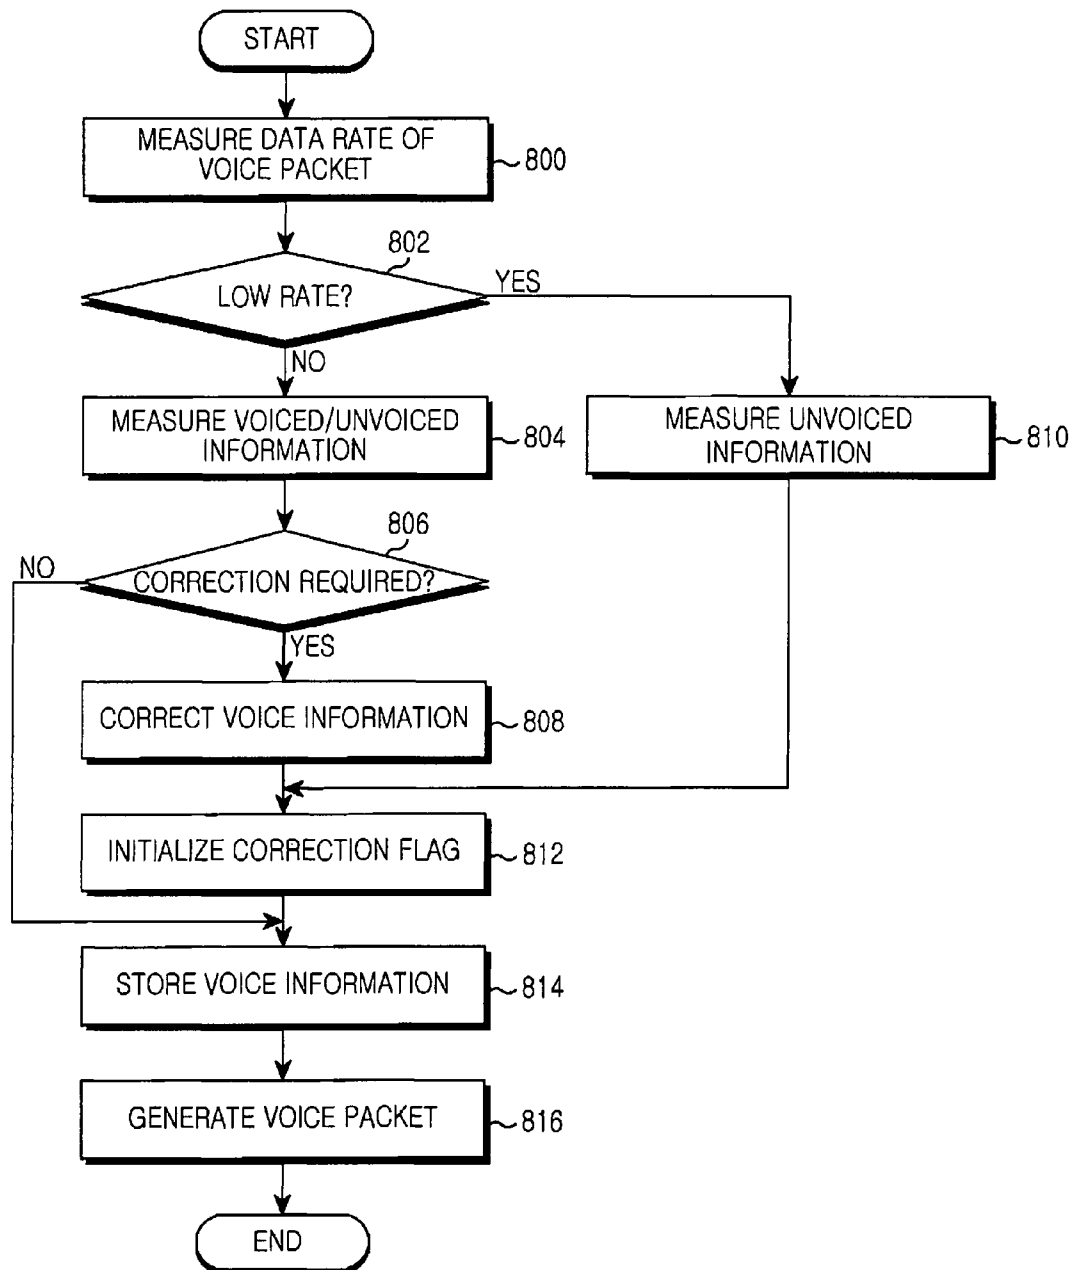 START
MEASURE DATA RATE OF
VOICE PACKET
800
802
LOW RATE?
YES
NO
MEASURE VOICED/UNVOICED
INFORMATION
804
MEASURE UNVOICED
INFORMATION
810
806
NO
CORRECTION REQUIRED?
YES
CORRECT VOICE INFORMATION
808
INITIALIZE CORRECTION FLAG
812
STORE VOICE INFORMATION
814
GENERATE VOICE PACKET
816
END